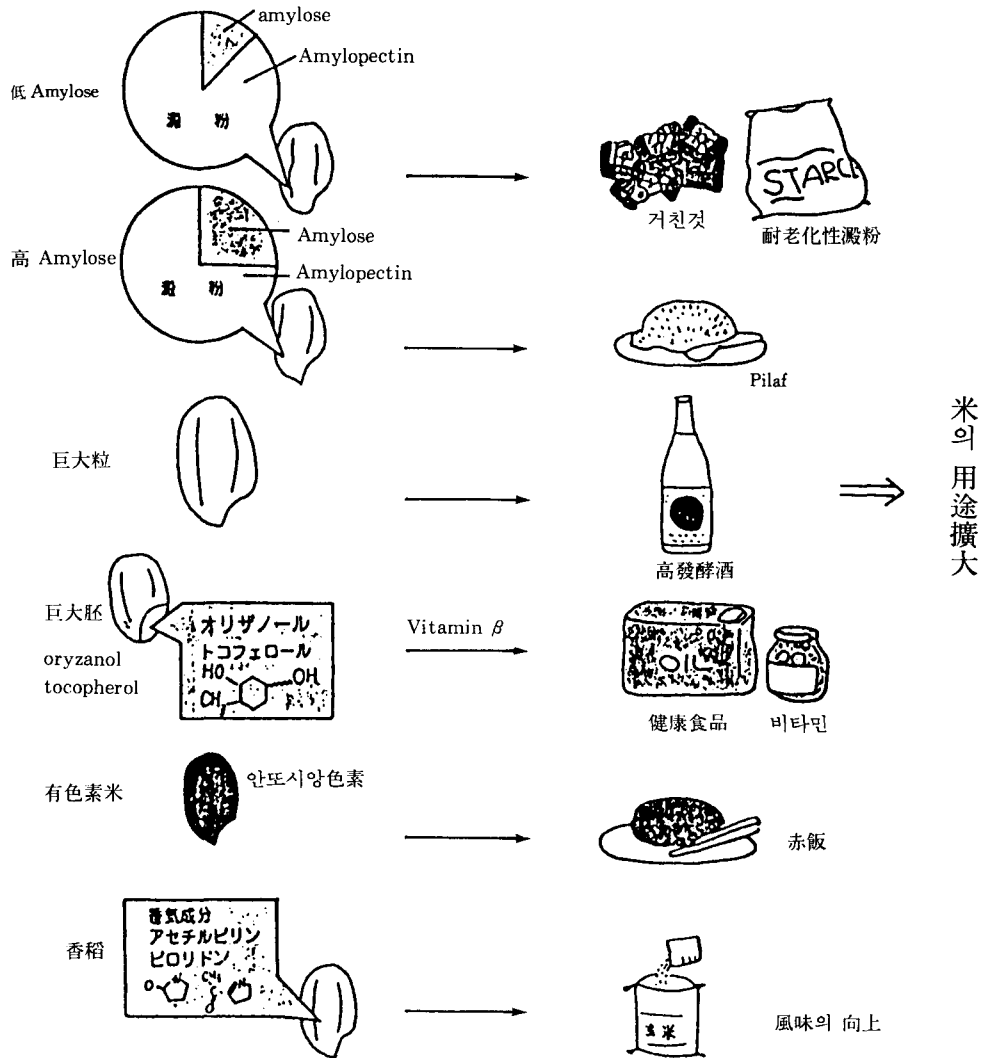 amylose
Amylopectin
低 Amylose
澱 粉
거친것
STARCH
耐老化性澱粉
高 Amylose
Amylose
Amylopectin
澱 粉
Pilaf
巨大粒
高發酵酒
米의 用途擴大
巨大胚
oryzanol
tocopherol
オリザノール
トコフェロール
HO
OH
CH
Vitamin β
OIL
健康食品
비타민
有色素米
안또시앙色素
赤飯
香稻
香気成分
アセチルピリン
ピロリドン
玄米
風味의 向上